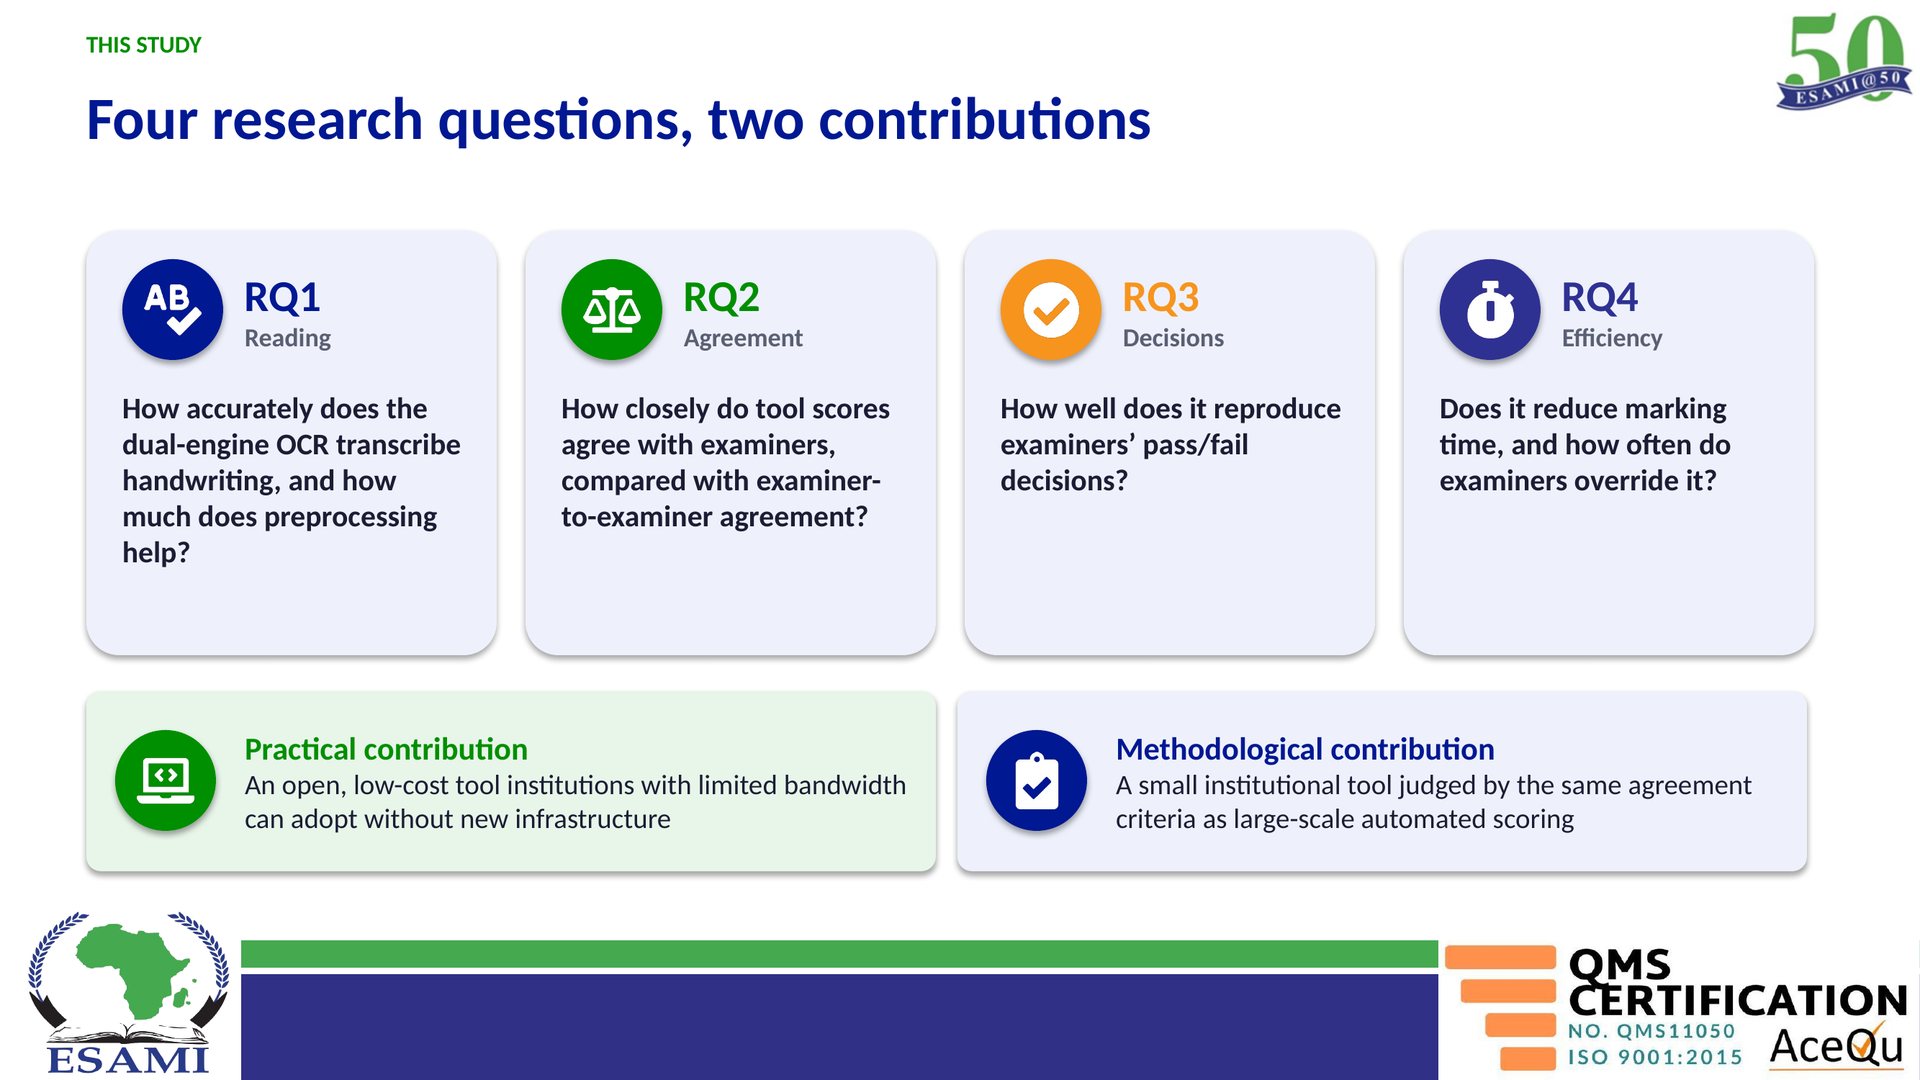 THIS STUDY
50
ESAMI@50
Four research questions, two contributions
AB
RQ1
Reading
How accurately does the
dual-engine OCR transcribe
handwriting, and how
much does preprocessing
help?
RQ2
Agreement
How closely do tool scores
agree with examiners,
compared with examiner-
to-examiner agreement?
RQ3
Decisions
How well does it reproduce
examiners’ pass/fail
decisions?
RQ4
Efficiency
Does it reduce marking
time, and how often do
examiners override it?
Practical contribution
An open, low-cost tool institutions with limited bandwidth
can adopt without new infrastructure
Methodological contribution
A small institutional tool judged by the same agreement
criteria as large-scale automated scoring
ESAMI
QMS
CERTIFICATION
NO. QMS11050
ISO 9001:2015
AceQu